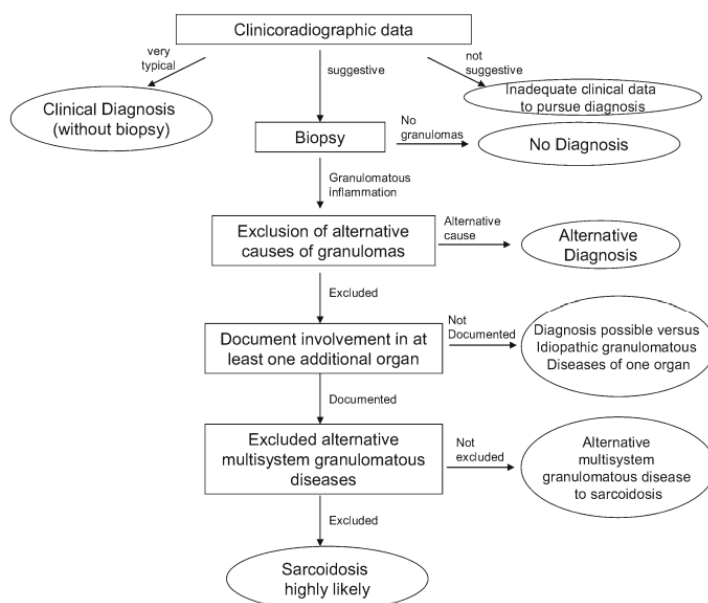 Clinicoradiographic data
very
typical
suggestive
not
suggestive
Clinical Diagnosis
(without biopsy)
Inadequate clinical data
to pursue diagnosis
Biopsy
No
granulomas
No Diagnosis
Granulomatous
inflammation
Exclusion of alternative
causes of granulomas
Alternative
cause
Alternative
Diagnosis
Excluded
Document involvement in at
least one additional organ
Not
Documented
Diagnosis possible versus
Idiopathic granulomatous
Diseases of one organ
Documented
Excluded alternative
multisystem granulomatous
diseases
Not
excluded
Alternative
multisystem
granulomatous disease
to sarcoidosis
Excluded
Sarcoidosis
highly likely